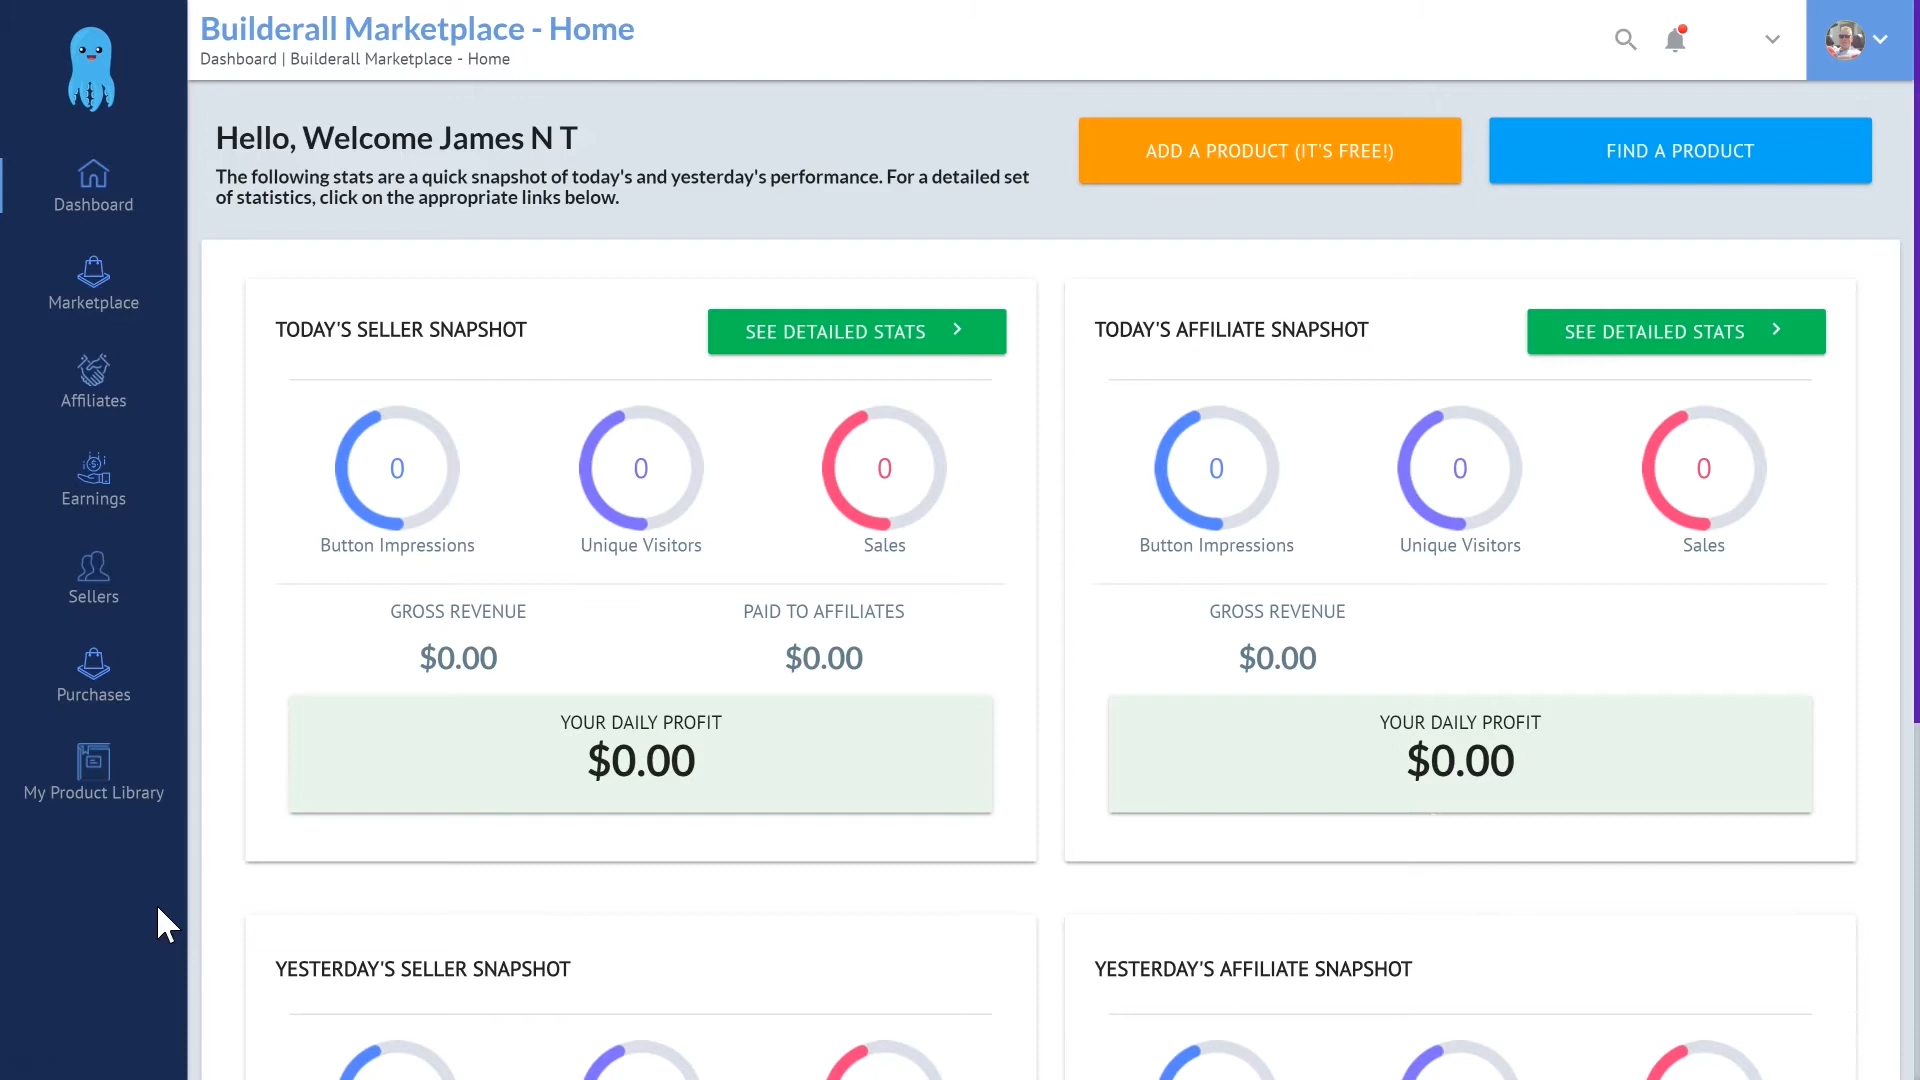 Builderall Marketplace - Home
Dashboard | Builderall Marketplace - Home
Dashboard
Marketplace
Affiliates
Earnings
Sellers
Purchases
My Product Library
Hello, Welcome James N T
The following stats are a quick snapshot of today's and yesterday's performance. For a detailed set
of statistics, click on the appropriate links below.
ADD A PRODUCT (IT'S FREE!)
FIND A PRODUCT
TODAY'S SELLER SNAPSHOT
SEE DETAILED STATS
0
0
0
Button Impressions
Unique Visitors
Sales
GROSS REVENUE
PAID TO AFFILIATES
$0.00
$0.00
YOUR DAILY PROFIT
$0.00
TODAY'S AFFILIATE SNAPSHOT
SEE DETAILED STATS
0
0
0
Button Impressions
Unique Visitors
Sales
GROSS REVENUE
$0.00
YOUR DAILY PROFIT
$0.00
YESTERDAY'S SELLER SNAPSHOT
YESTERDAY'S AFFILIATE SNAPSHOT